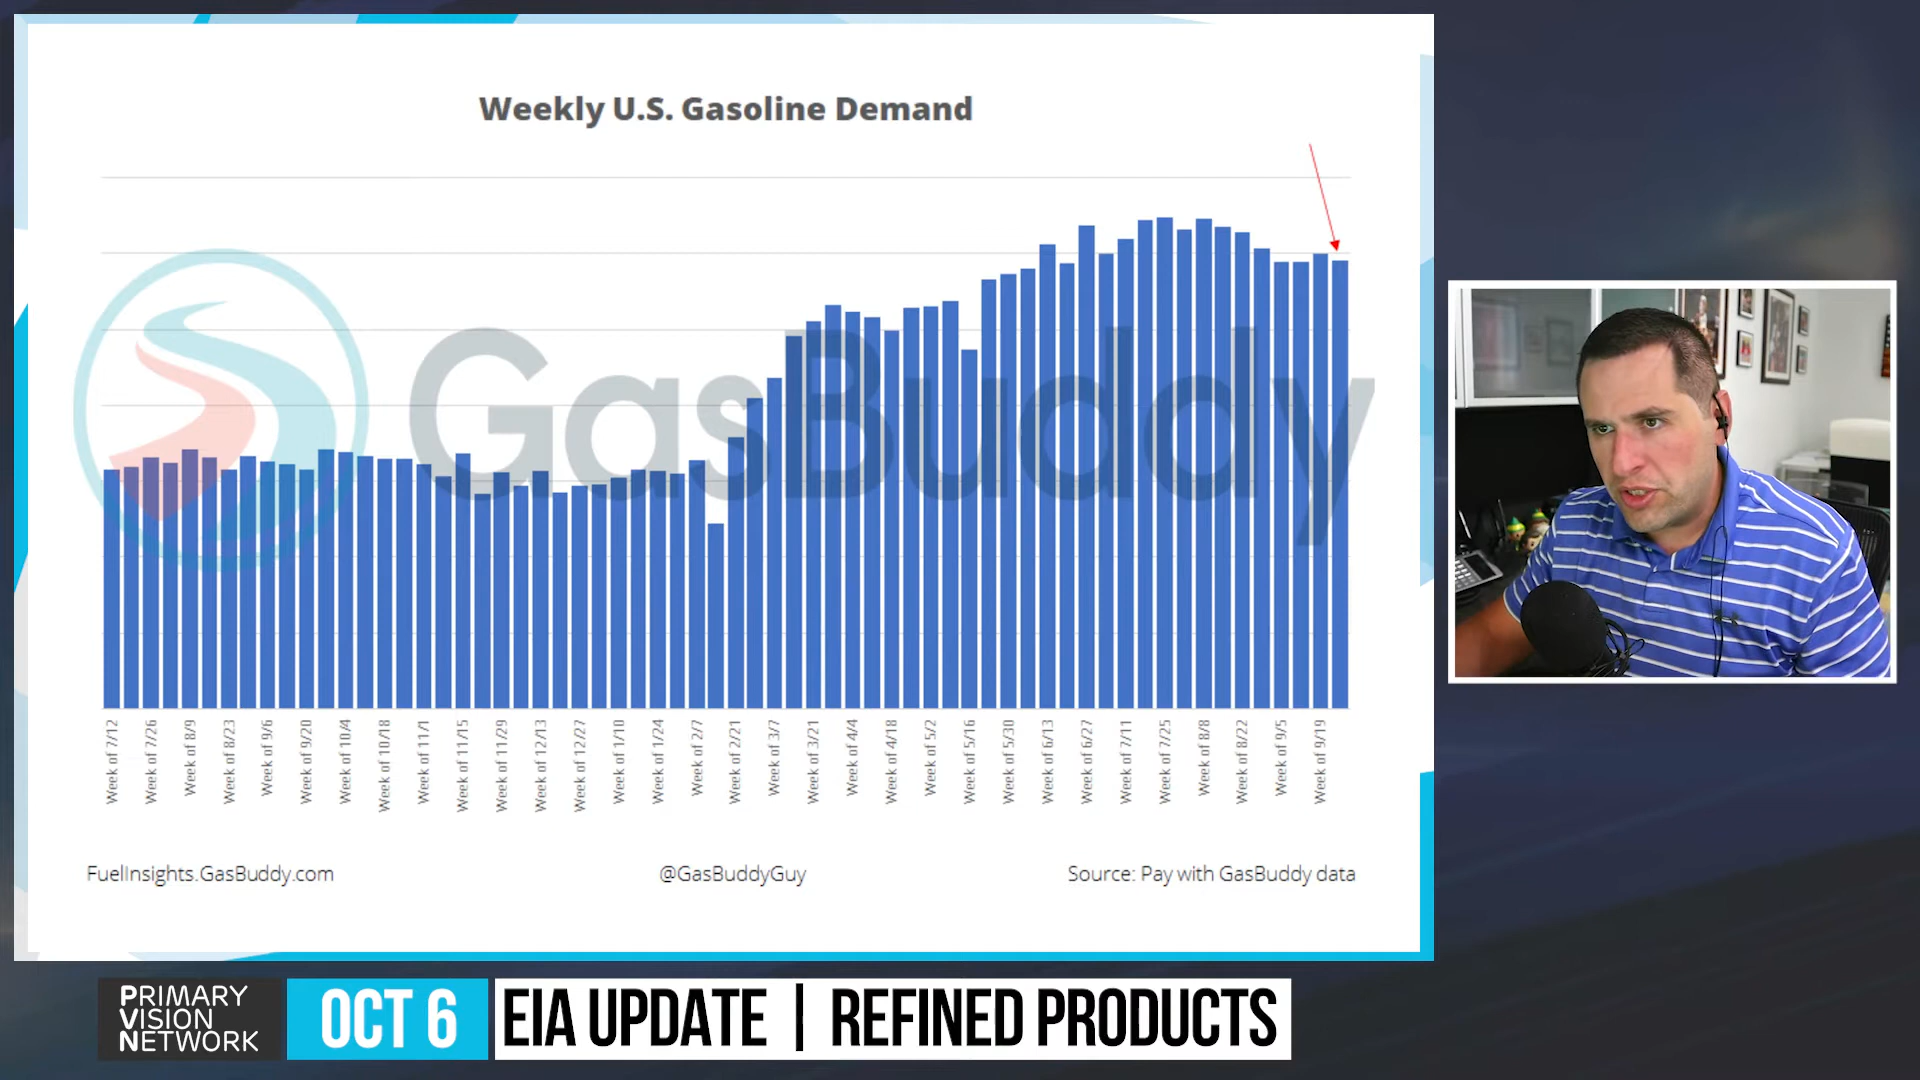 Weekly U.S. Gasoline Demand
GasBuddy
Week of 7/12
Week of 7/26
Week of 8/9
Week of 8/23
Week of 9/6
Week of 9/20
Week of 10/4
Week of 10/18
Week of 11/1
Week of 11/15
Week of 11/29
Week of 12/13
Week of 12/27
Week of 1/10
Week of 1/24
Week of 2/7
Week of 2/21
Week of 3/7
Week of 3/21
Week of 4/4
Week of 4/18
Week of 5/2
Week of 5/16
Week of 5/30
Week of 6/13
Week of 6/27
Week of 7/11
Week of 7/25
Week of 8/8
Week of 8/22
Week of 9/5
Week of 9/19
FuelInsights.GasBuddy.com
@GasBuddyGuy
Source: Pay with GasBuddy data
PRIMARY
VISION
NETWORK
OCT 6
EIA UPDATE | REFINED PRODUCTS